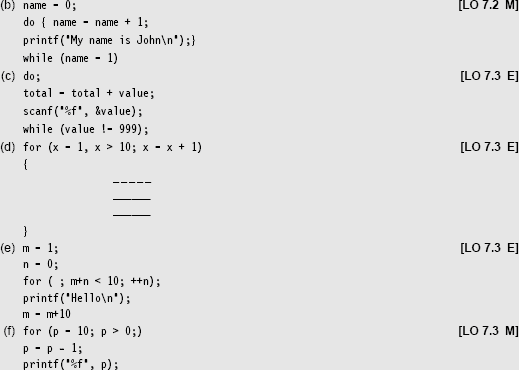 (b) name = 0; [LO 7.2 M]
do { name = name + 1;
printf("My name is John\n");}
while (name = 1)
(c) do; [LO 7.3 E]
total = total + value;
scanf("%f", &value);
while (value != 999);
(d) for (x = 1, x > 10; x = x + 1) [LO 7.3 E]
{
_ _ _ _ _
_____
_____
}
(e) m = 1; [LO 7.3 E]
n = 0;
for ( ; m+n < 10; ++n);
printf("Hello\n");
m = m+10
(f) for (p = 10; p > 0;) [LO 7.3 M]
p = p - 1;
printf("%f", p);